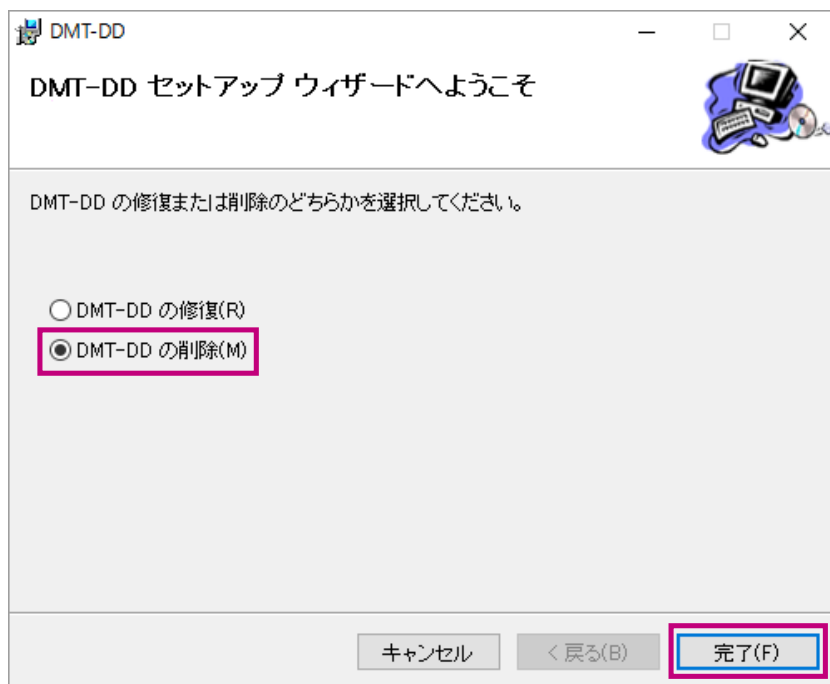 DMT-DD
DMT-DD セットアップ ウィザードへようこそ
DMT-DD の修復または削除のどちらかを選択してください。
DMT-DD の修復(R)
DMT-DD の削除(M)
キャンセル
< 戻る(B)
完了(F)